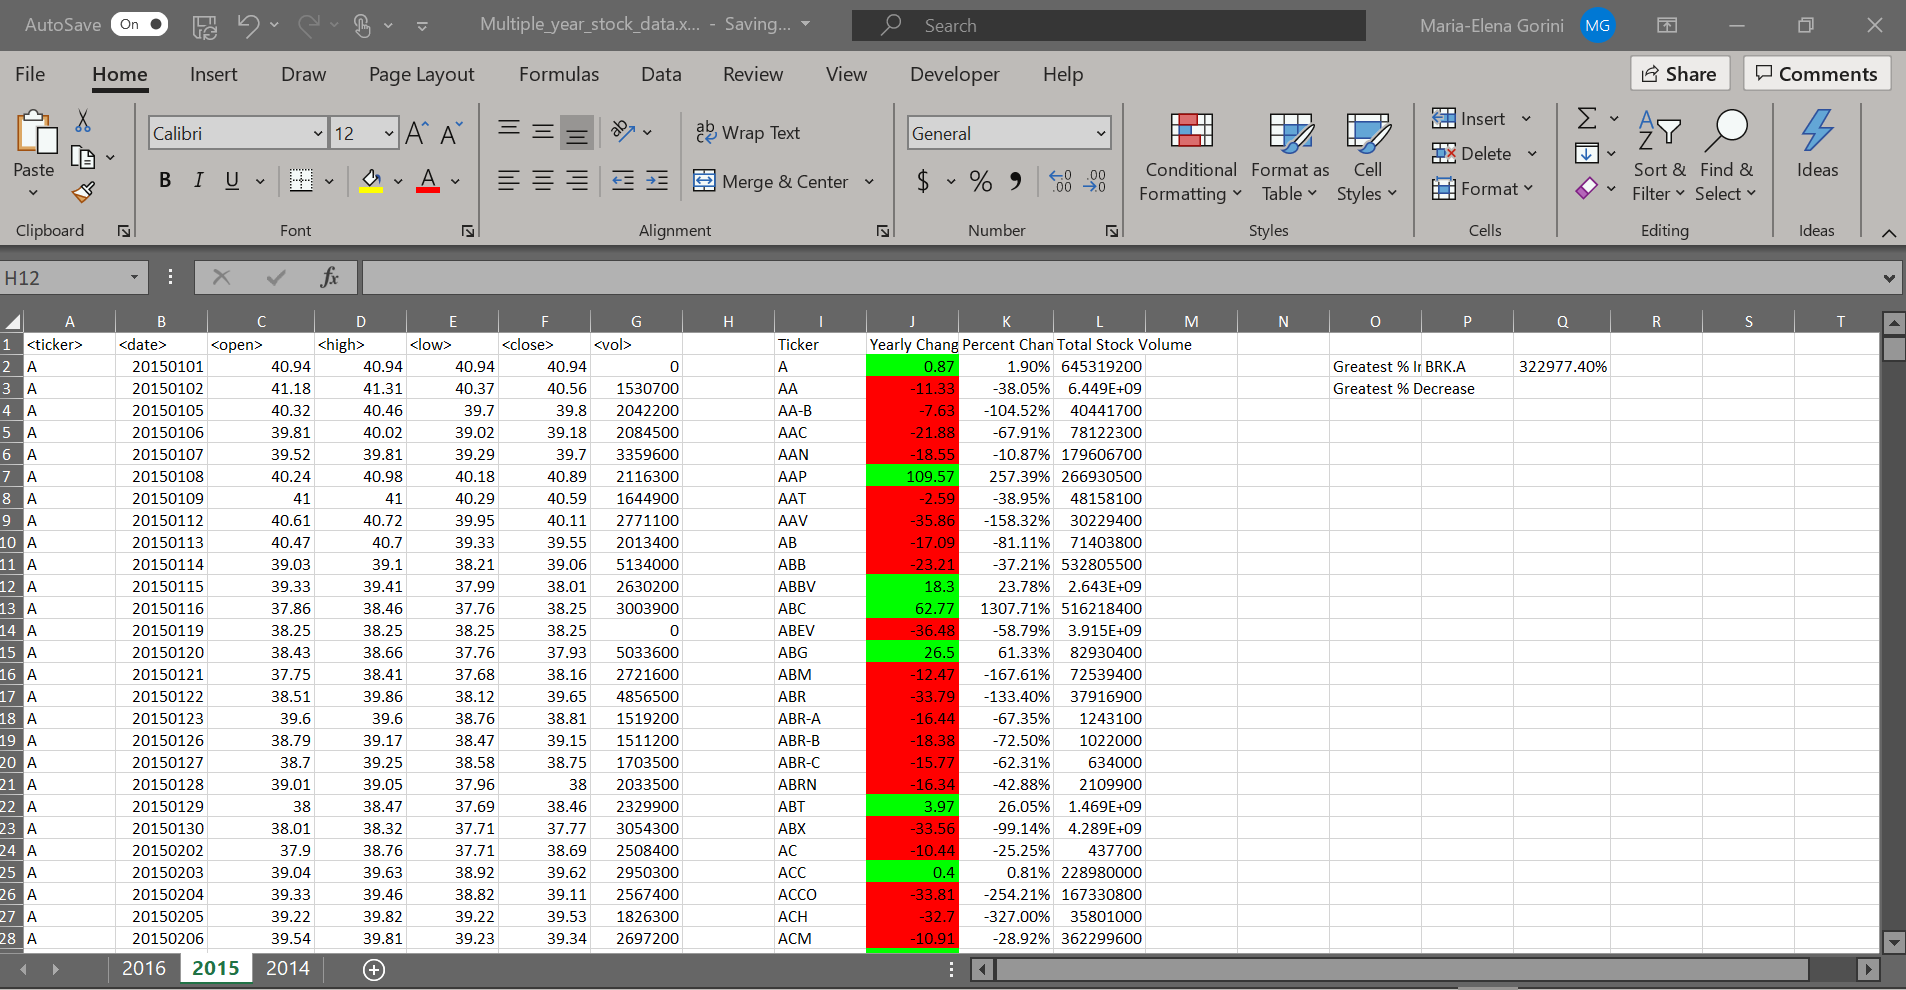 AutoSave On Multiple_year_stock_data.x... - Saving... Search Maria-Elena Gorini MG
File Home Insert Draw Page Layout Formulas Data Review View Developer Help Share Comments
Calibri 12 A A ab Wrap Text General Insert
Paste Conditional Formatting Format as Table Cell Styles Delete Sort & Filter Find & Select Ideas
B I U A Merge & Center $ % Format
Clipboard Font Alignment Number Styles Cells Editing Ideas
H12 fx
A B C D E F G H I J K L M N O P Q R S T
1 <ticker> <date> <open> <high> <low> <close> <vol> Ticker Yearly Chang Percent Chan Total Stock Volume
2 A 20150101 40.94 40.94 40.94 40.94 0 A 0.87 1.90% 645319200 Greatest % Ir BRK.A 322977.40%
3 A 20150102 41.18 41.31 40.37 40.56 1530700 AA -11.33 -38.05% 6.449E+09 Greatest % Decrease
4 A 20150105 40.32 40.46 39.7 39.8 2042200 AA-B -7.63 -104.52% 40441700
5 A 20150106 39.81 40.02 39.02 39.18 2084500 AAC -21.88 -67.91% 78122300
6 A 20150107 39.52 39.81 39.29 39.7 3359600 AAN -18.55 -10.87% 179606700
7 A 20150108 40.24 40.98 40.18 40.89 2116300 AAP 109.57 257.39% 266930500
8 A 20150109 41 41 40.29 40.59 1644900 AAT -2.59 -38.95% 48158100
9 A 20150112 40.61 40.72 39.95 40.11 2771100 AAV -35.86 -158.32% 30229400
10 A 20150113 40.47 40.7 39.33 39.55 2013400 AB -17.09 -81.11% 71403800
11 A 20150114 39.03 39.1 38.21 39.06 5134000 ABB -23.21 -37.21% 532805500
12 A 20150115 39.33 39.41 37.99 38.01 2630200 ABBV 18.3 23.78% 2.643E+09
13 A 20150116 37.86 38.46 37.76 38.25 3003900 ABC 62.77 1307.71% 516218400
14 A 20150119 38.25 38.25 38.25 38.25 0 ABEV -36.48 -58.79% 3.915E+09
15 A 20150120 38.43 38.66 37.76 37.93 5033600 ABG 26.5 61.33% 82930400
16 A 20150121 37.75 38.41 37.68 38.16 2721600 ABM -12.47 -167.61% 72539400
17 A 20150122 38.51 39.86 38.12 39.65 4856500 ABR -33.79 -133.40% 37916900
18 A 20150123 39.6 39.6 38.76 38.81 1519200 ABR-A -16.44 -67.35% 1243100
19 A 20150126 38.79 39.17 38.47 39.15 1511200 ABR-B -18.38 -72.50% 1022000
20 A 20150127 38.7 39.25 38.58 38.75 1703500 ABR-C -15.77 -62.31% 634000
21 A 20150128 39.01 39.05 37.96 38 2033500 ABRN -16.34 -42.88% 2109900
22 A 20150129 38 38.47 37.69 38.46 2329900 ABT 3.97 26.05% 1.469E+09
23 A 20150130 38.01 38.32 37.71 37.77 3054300 ABX -33.56 -99.14% 4.289E+09
24 A 20150202 37.9 38.76 37.71 38.69 2508400 AC -10.44 -25.25% 437700
25 A 20150203 39.04 39.63 38.92 39.62 2950300 ACC 0.4 0.81% 228980000
26 A 20150204 39.33 39.46 38.82 39.11 2567400 ACCO -33.81 -254.21% 167330800
27 A 20150205 39.22 39.82 39.22 39.53 1826300 ACH -32.7 -327.00% 35801000
28 A 20150206 39.54 39.81 39.23 39.34 2697200 ACM -10.91 -28.92% 362299600
2016 2015 2014